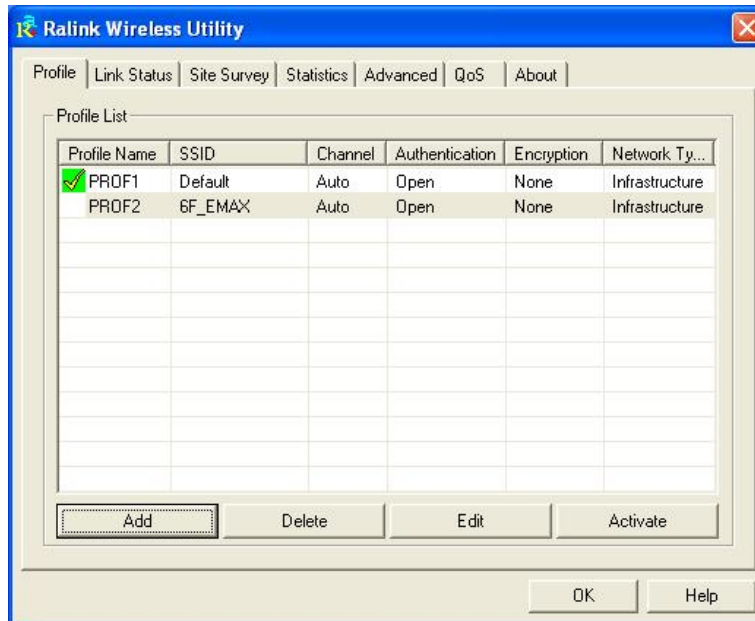 Ralink Wireless Utility
Profile Link Status Site Survey Statistics Advanced QoS About
Profile List
Profile Name SSID Channel Authentication Encryption Network Ty...
PROF1 Default Auto Open None Infrastructure
PROF2 6F_EMAX Auto Open None Infrastructure
Add Delete Edit Activate
OK Help